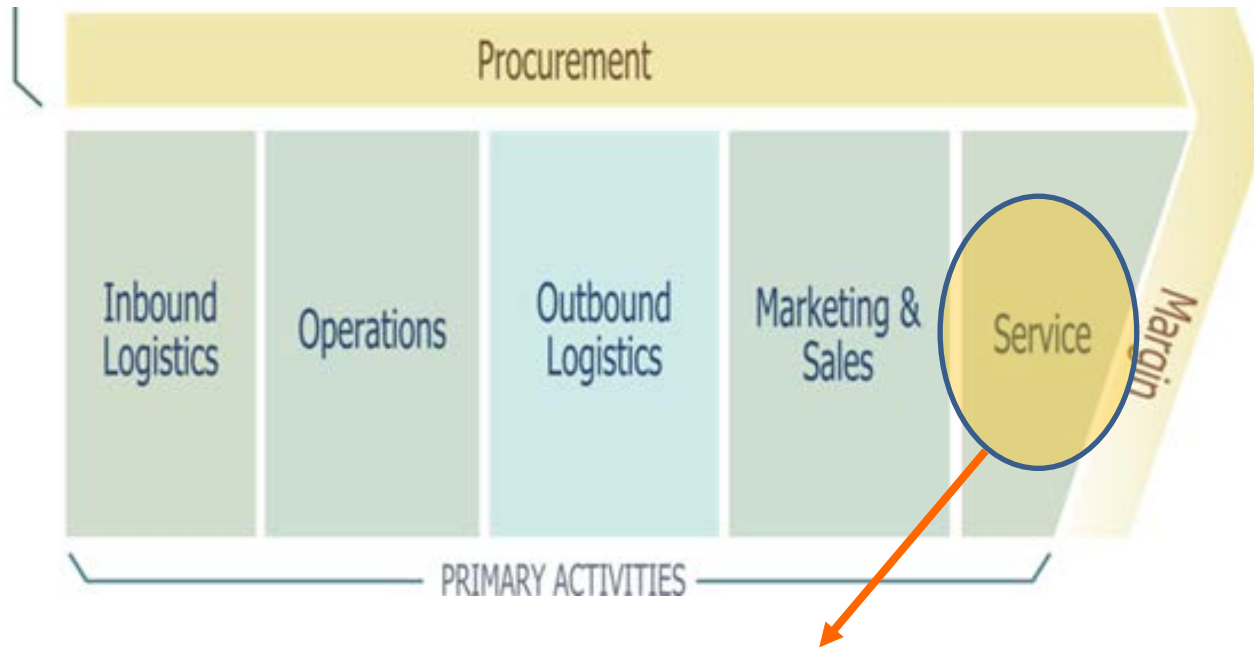 Procurement
Inbound
Logistics
Operations
Outbound
Logistics
Marketing &
Sales
Service
Margin
PRIMARY ACTIVITIES